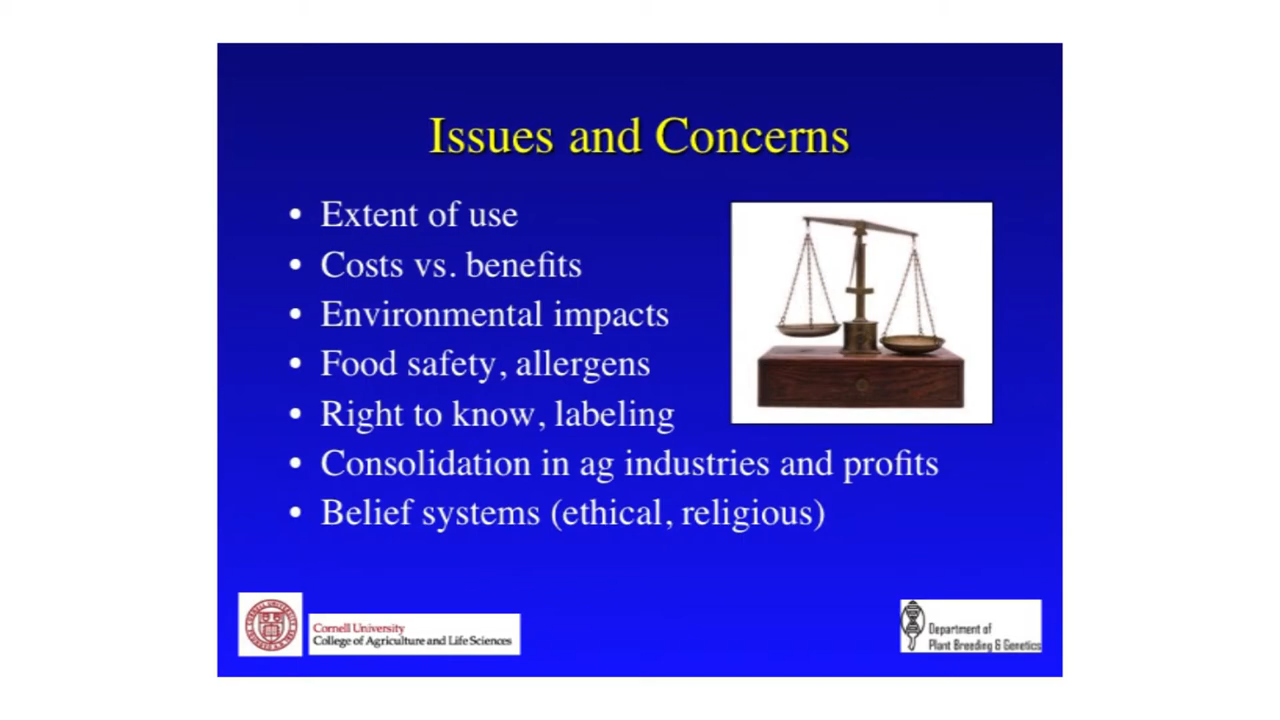 Issues and Concerns
• Extent of use
• Costs vs. benefits
• Environmental impacts
• Food safety, allergens
• Right to know, labeling
• Consolidation in ag industries and profits
• Belief systems (ethical, religious)
Cornell University
College of Agriculture and Life Sciences
Department of
Plant Breeding & Genetics